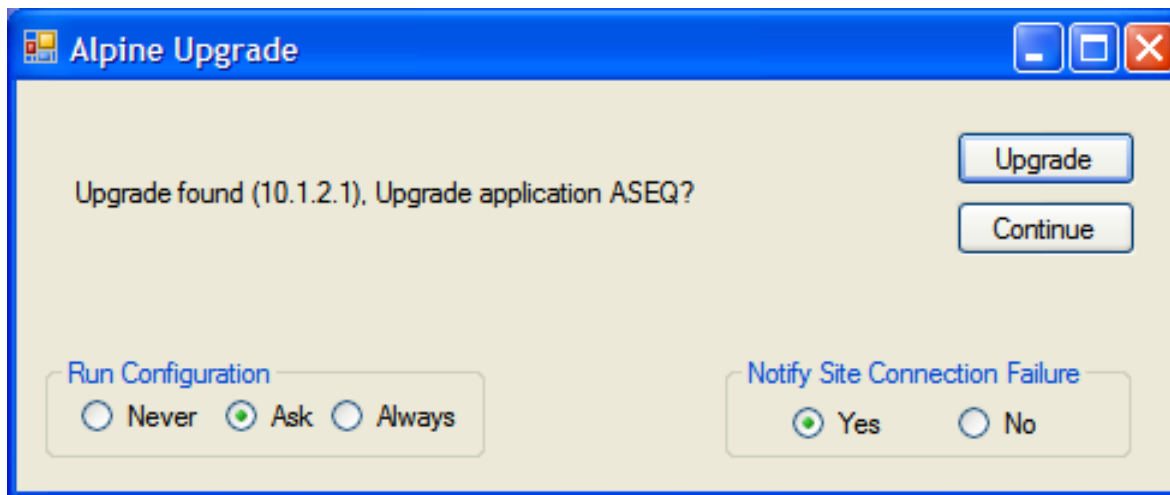 Alpine Upgrade
Upgrade
Upgrade found (10.1.2.1), Upgrade application ASEQ?
Continue
Run Configuration
Notify Site Connection Failure
Never Ask Always
Yes No